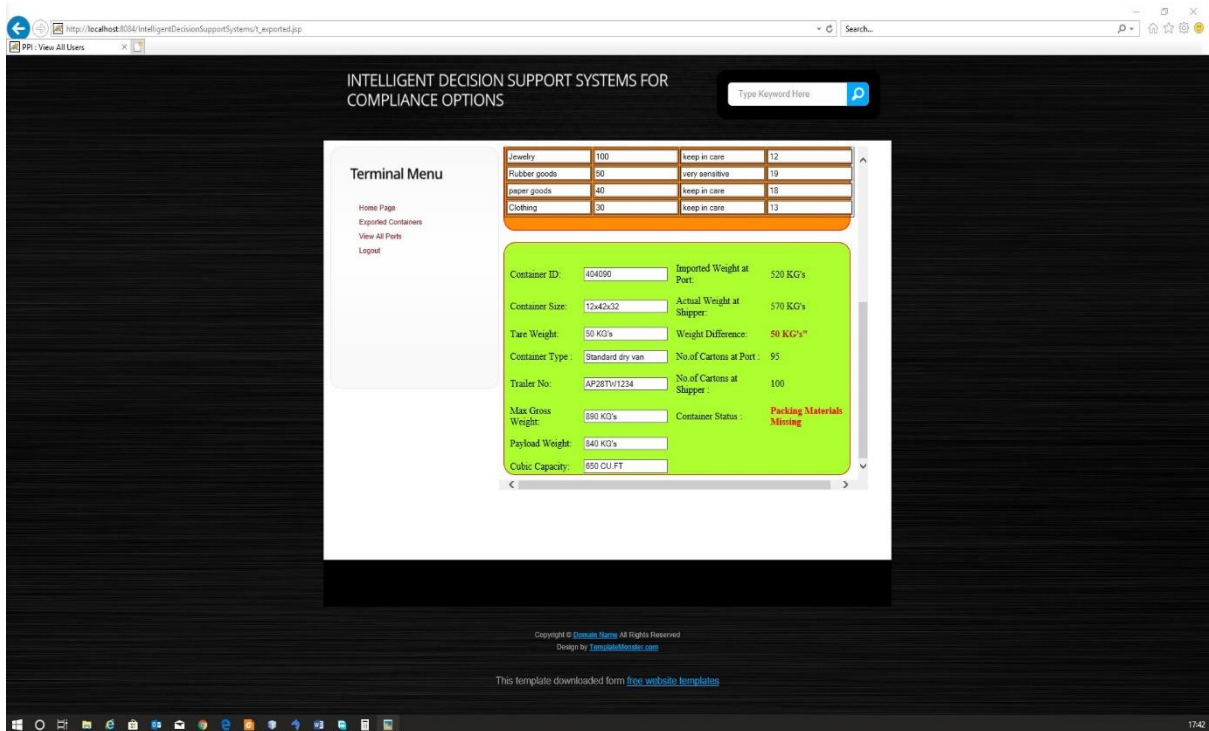 http://localhost:8084/IntelligentDecisionSupportSystems/t_exported.jsp
Search...
PPI : View All Users
INTELLIGENT DECISION SUPPORT SYSTEMS FOR
COMPLIANCE OPTIONS
Type Keyword Here
Terminal Menu
Home Page
Exported Containers
View All Ports
Logout
Jewelry 100 keep in care 12
Rubber goods 50 very sensitive 19
paper goods 40 keep in care 18
Clothing 30 keep in care 13
Container ID: 404090 Imported Weight at Port: 520 KG's
Container Size: 12x42x32 Actual Weight at Shipper: 570 KG's
Tare Weight: 50 KG's Weight Difference: 50 KG's"
Container Type : Standard dry van No.of Cartons at Port : 95
Trailer No: AP28TW1234 No.of Cartons at Shipper : 100
Max Gross Weight: 890 KG's Container Status : Packing Materials Missing
Payload Weight: 840 KG's
Cubic Capacity: 650 CU.FT
Copyright © Domain Name All Rights Reserved
Design by TemplateMonster.com
This template downloaded form free website templates
17:42